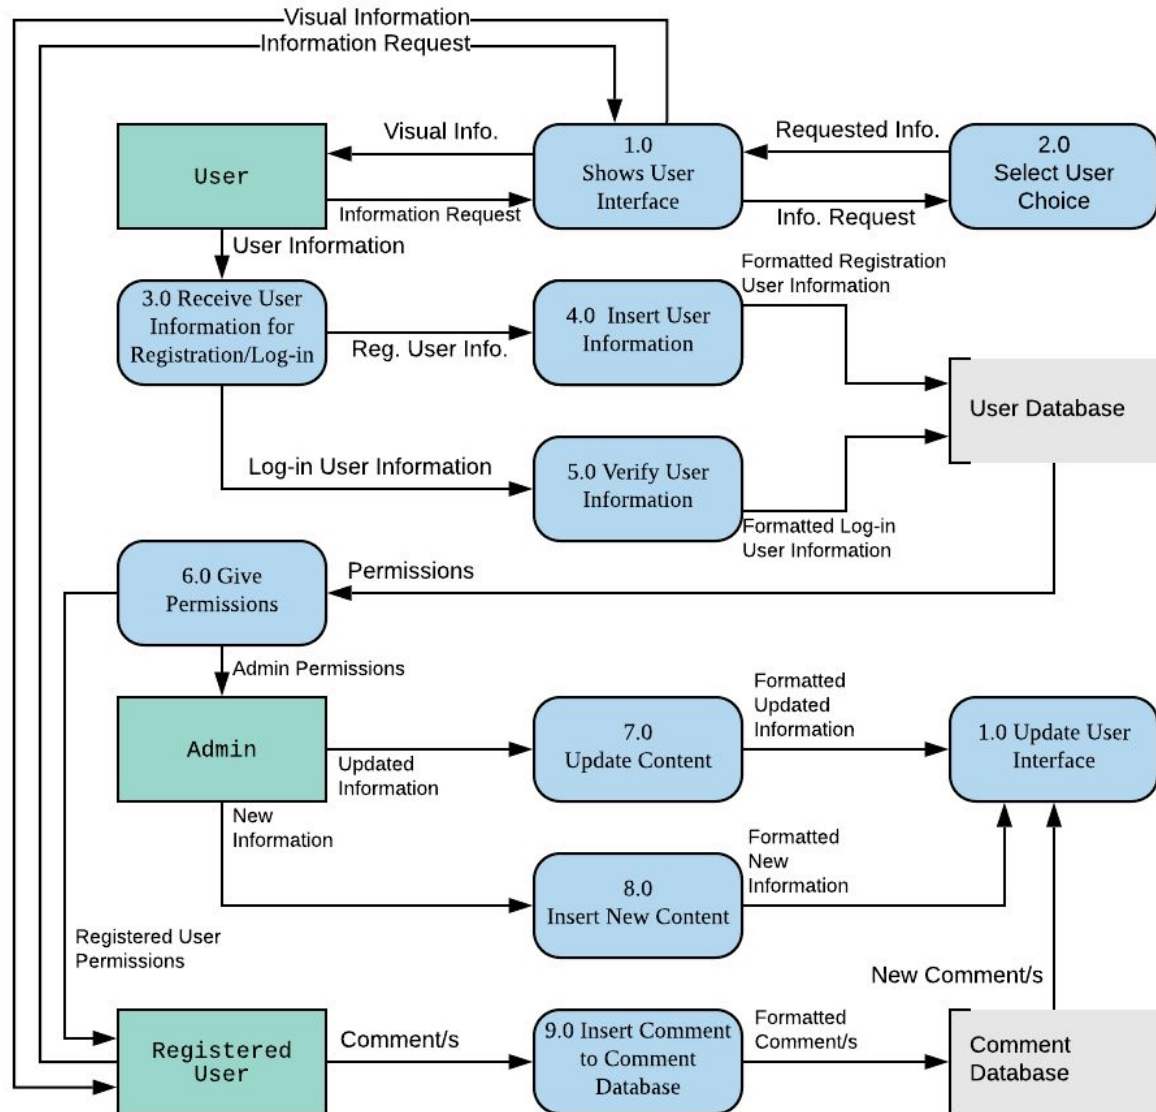 Visual Information
Information Request
Visual Info.
Requested Info.
User
1.0
Shows User
Interface
2.0
Select User
Choice
Information Request
Info. Request
User Information
Formatted Registration
User Information
3.0 Receive User
Information for
Registration/Log-in
Reg. User Info.
4.0 Insert User
Information
User Database
Log-in User Information
5.0 Verify User
Information
Formatted Log-in
User Information
6.0 Give
Permissions
Permissions
Admin Permissions
Formatted
Updated
Information
Admin
Updated
Information
7.0
Update Content
1.0 Update User
Interface
New
Information
Formatted
New
Information
8.0
Insert New Content
Registered User
Permissions
New Comment/s
Registered
User
Comment/s
9.0 Insert Comment
to Comment
Database
Formatted
Comment/s
Comment
Database